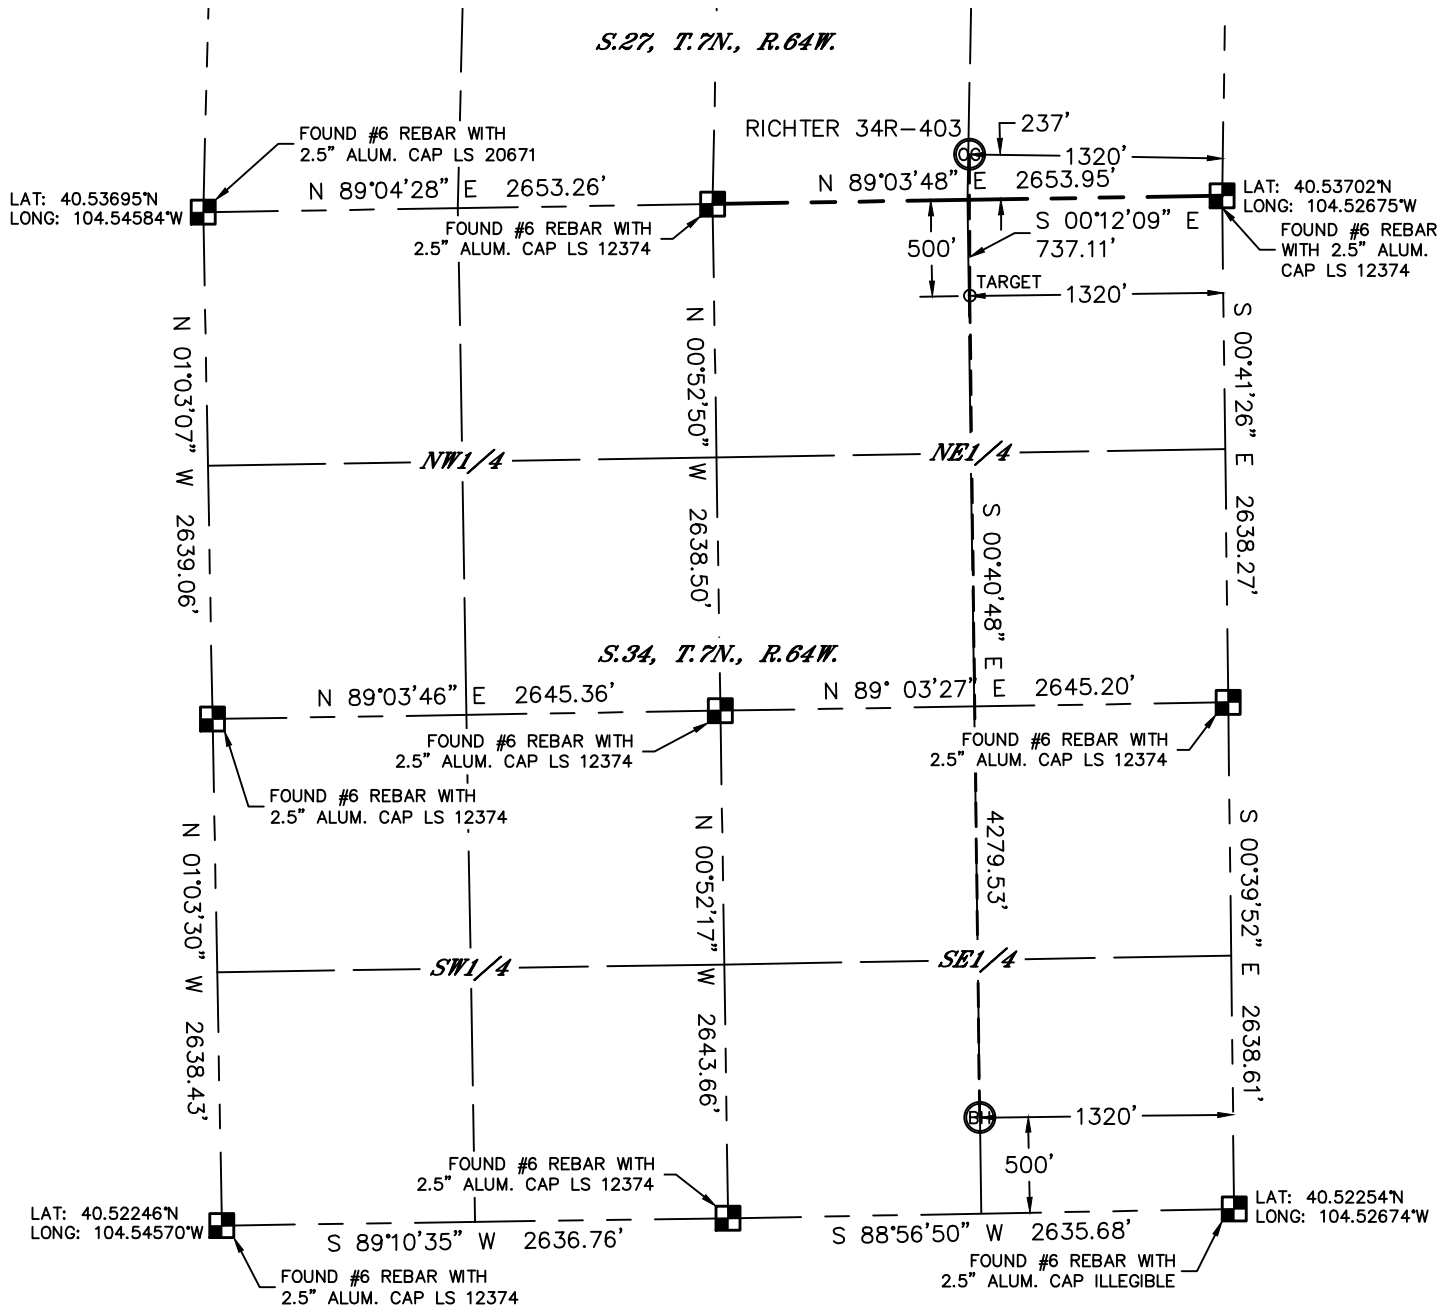 S.27, T.7N., R.64W.
RICHTER 34R-403
237'
OG
1320'
FOUND #6 REBAR WITH
2.5" ALUM. CAP LS 20671
LAT: 40.53695°N
LONG: 104.54584°W
N 89°04'28" E 2653.26'
N 89°03'48" E 2653.95'
LAT: 40.53702°N
LONG: 104.52675°W
FOUND #6 REBAR WITH
2.5" ALUM. CAP LS 12374
500'
S 00°12'09" E
737.11'
FOUND #6 REBAR
WITH 2.5" ALUM.
CAP LS 12374
TARGET
1320'
N 01°03'07" W 2639.06'
N 00°52'50" W 2638.50'
S 00°41'26" E 2638.27'
NW1/4
NE1/4
S 00°40'48" E
4279.53'
S.34, T.7N., R.64W.
N 89°03'46" E 2645.36'
N 89° 03'27" E 2645.20'
FOUND #6 REBAR WITH
2.5" ALUM. CAP LS 12374
FOUND #6 REBAR WITH
2.5" ALUM. CAP LS 12374
FOUND #6 REBAR WITH
2.5" ALUM. CAP LS 12374
N 01°03'30" W 2638.43'
N 00°52'17" W 2643.66'
S 00°39'52" E 2638.61'
SW1/4
SE1/4
BH
1320'
500'
FOUND #6 REBAR WITH
2.5" ALUM. CAP LS 12374
LAT: 40.52246°N
LONG: 104.54570°W
LAT: 40.52254°N
LONG: 104.52674°W
S 89°10'35" W 2636.76'
S 88°56'50" W 2635.68'
FOUND #6 REBAR WITH
2.5" ALUM. CAP ILLEGIBLE
FOUND #6 REBAR WITH
2.5" ALUM. CAP LS 12374